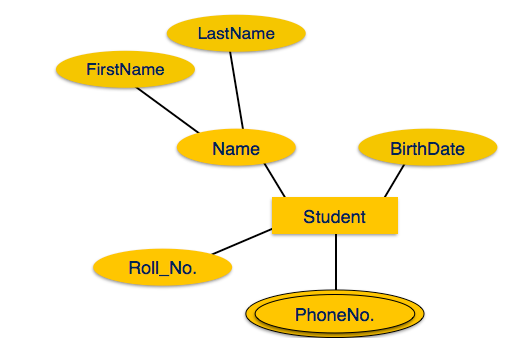 LastName
FirstName
Name
BirthDate
Student
Roll_No.
PhoneNo.